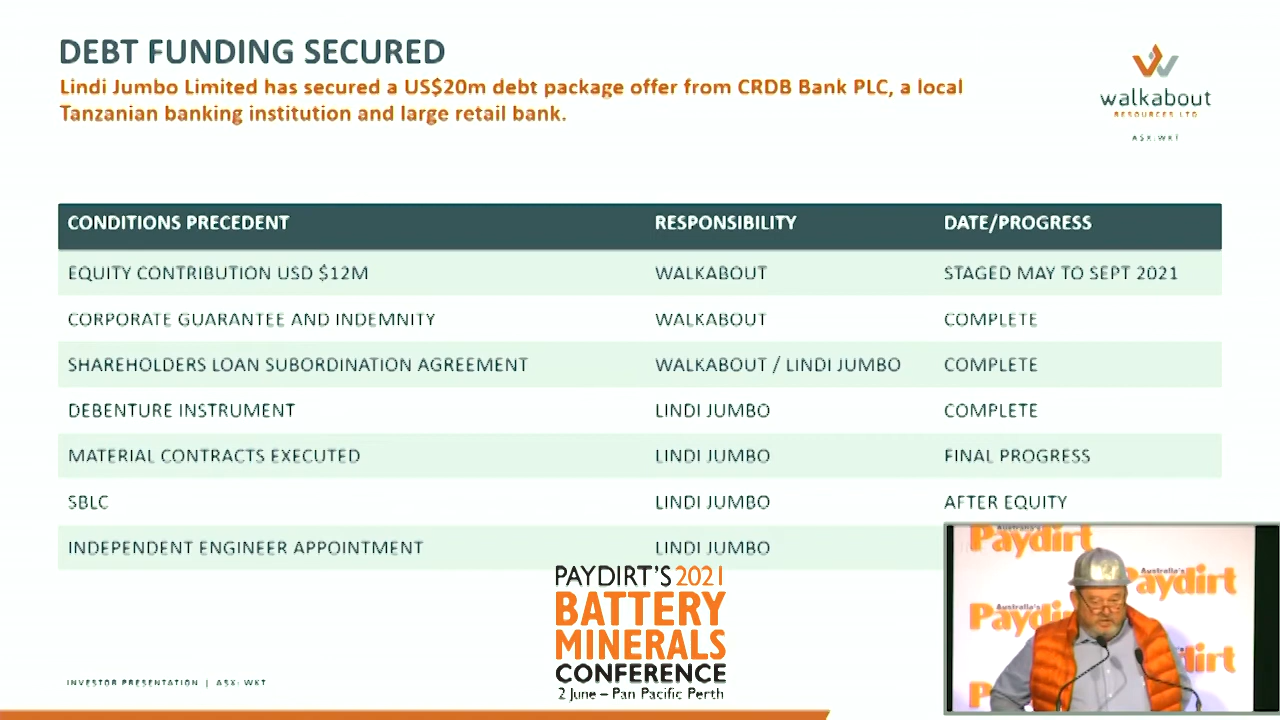 DEBT FUNDING SECURED
Lindi Jumbo Limited has secured a US$20m debt package offer from CRDB Bank PLC, a local
Tanzanian banking institution and large retail bank.
walkabout
RESOURCES LTD
ASX:WKT
CONDITIONS PRECEDENT RESPONSIBILITY DATE/PROGRESS
EQUITY CONTRIBUTION USD $12M WALKABOUT STAGED MAY TO SEPT 2021
CORPORATE GUARANTEE AND INDEMNITY WALKABOUT COMPLETE
SHAREHOLDERS LOAN SUBORDINATION AGREEMENT WALKABOUT / LINDI JUMBO COMPLETE
DEBENTURE INSTRUMENT LINDI JUMBO COMPLETE
MATERIAL CONTRACTS EXECUTED LINDI JUMBO FINAL PROGRESS
SBLC LINDI JUMBO AFTER EQUITY
INDEPENDENT ENGINEER APPOINTMENT LINDI JUMBO
PAYDIRT'S 2021
BATTERY
MINERALS
CONFERENCE
2 June – Pan Pacific Perth
INVESTOR PRESENTATION | ASX: WKT
Australia's
Paydirt
Australia's
Paydirt
Australia's
Paydi
irt
P